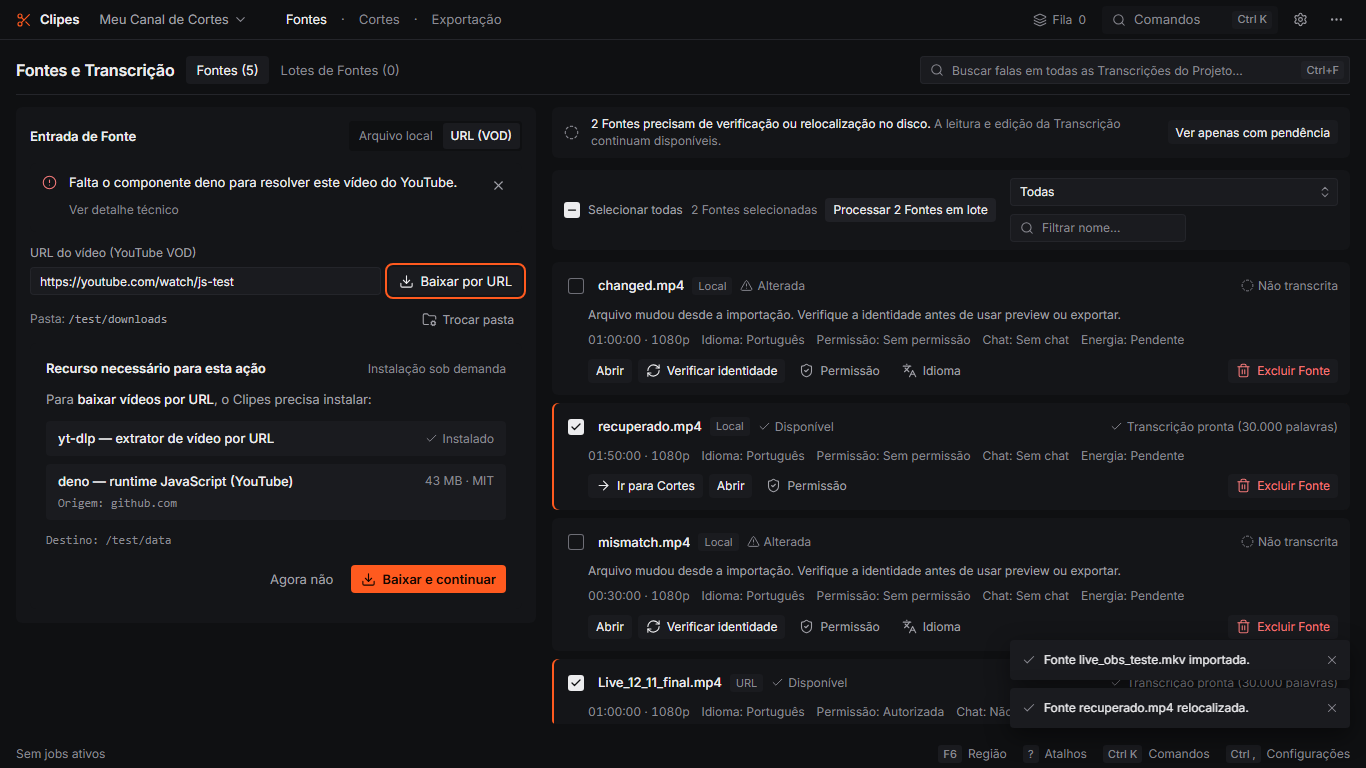 Clipes
Meu Canal de Cortes
Fontes · Cortes · Exportação
Fila 0
Comandos Ctrl K
Fontes e Transcrição
Fontes (5)
Lotes de Fontes (0)
Buscar falas em todas as Transcrições do Projeto... Ctrl+F
Entrada de Fonte
Arquivo local
URL (VOD)
Falta o componente deno para resolver este vídeo do YouTube.
Ver detalhe técnico
URL do vídeo (YouTube VOD)
https://youtube.com/watch/js-test
Baixar por URL
Pasta: /test/downloads
Trocar pasta
Recurso necessário para esta ação
Instalação sob demanda
Para baixar vídeos por URL, o Clipes precisa instalar:
yt-dlp — extrator de vídeo por URL
Instalado
deno — runtime JavaScript (YouTube)
43 MB · MIT
Origem: github.com
Destino: /test/data
Agora não
Baixar e continuar
2 Fontes precisam de verificação ou relocalização no disco. A leitura e edição da Transcrição
continuam disponíveis.
Ver apenas com pendência
Selecionar todas
2 Fontes selecionadas
Processar 2 Fontes em lote
Todas
Filtrar nome...
changed.mp4 Local Alterada
Não transcrita
Arquivo mudou desde a importação. Verifique a identidade antes de usar preview ou exportar.
01:00:00 · 1080p Idioma: Português Permissão: Sem permissão Chat: Sem chat Energia: Pendente
Abrir Verificar identidade Permissão Idioma
Excluir Fonte
recuperado.mp4 Local Disponível
Transcrição pronta (30.000 palavras)
01:50:00 · 1080p Idioma: Português Permissão: Sem permissão Chat: Sem chat Energia: Pendente
Ir para Cortes Abrir Permissão
Excluir Fonte
mismatch.mp4 Local Alterada
Não transcrita
Arquivo mudou desde a importação. Verifique a identidade antes de usar preview ou exportar.
00:30:00 · 1080p Idioma: Português Permissão: Sem permissão Chat: Sem chat Energia: Pendente
Abrir Verificar identidade Permissão Idioma
Excluir Fonte
Live_12_11_final.mp4 URL Disponível
Transcrição pronta (30.000 palavras)
01:00:00 · 1080p Idioma: Português Permissão: Autorizada Chat:
Fonte live_obs_teste.mkv importada.
Fonte recuperado.mp4 relocalizada.
Sem jobs ativos
F6 Região
? Atalhos
Ctrl K Comandos
Ctrl , Configurações